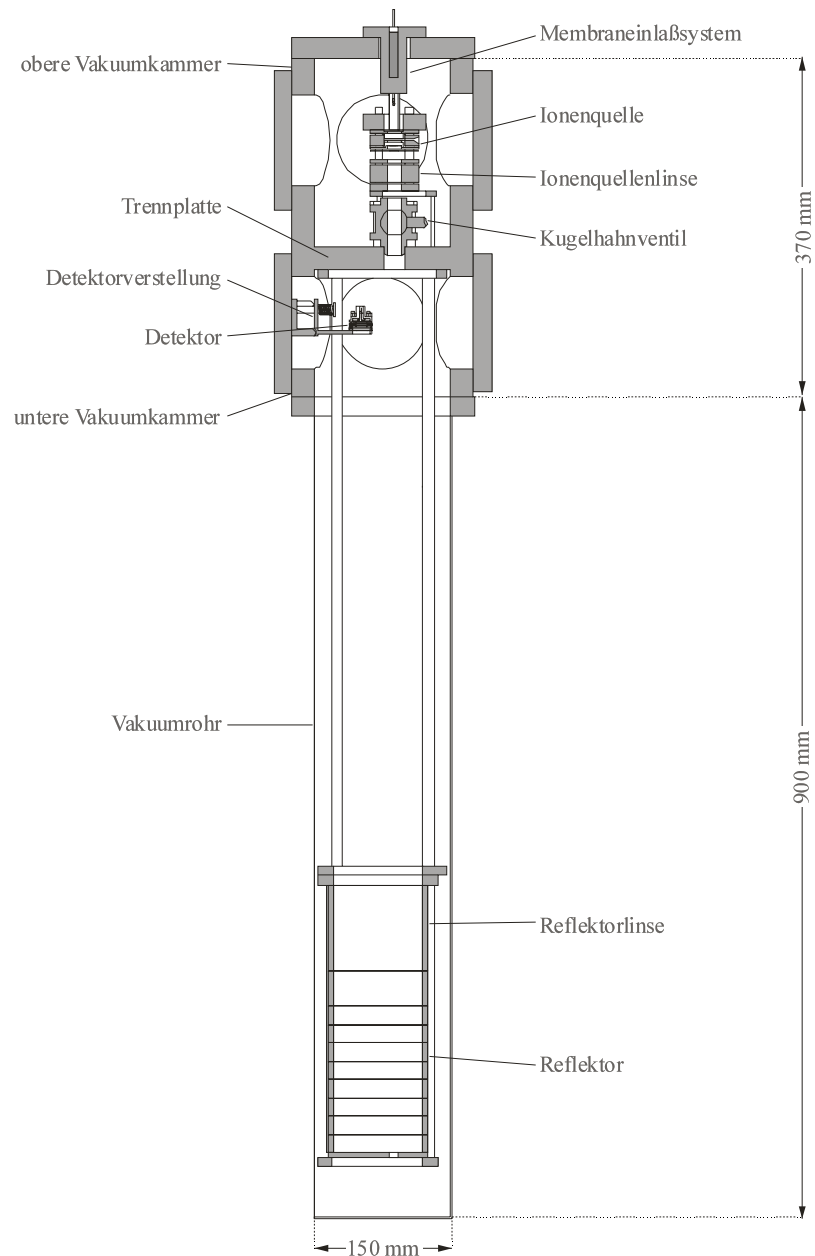 Membraneinlaßsystem
obere Vakuumkammer
Ionenquelle
Ionenquellenlinse
Trennplatte
Kugelhahnventil
370 mm
Detektorverstellung
Detektor
untere Vakuumkammer
Vakuumrohr
900 mm
Reflektorlinse
Reflektor
150 mm